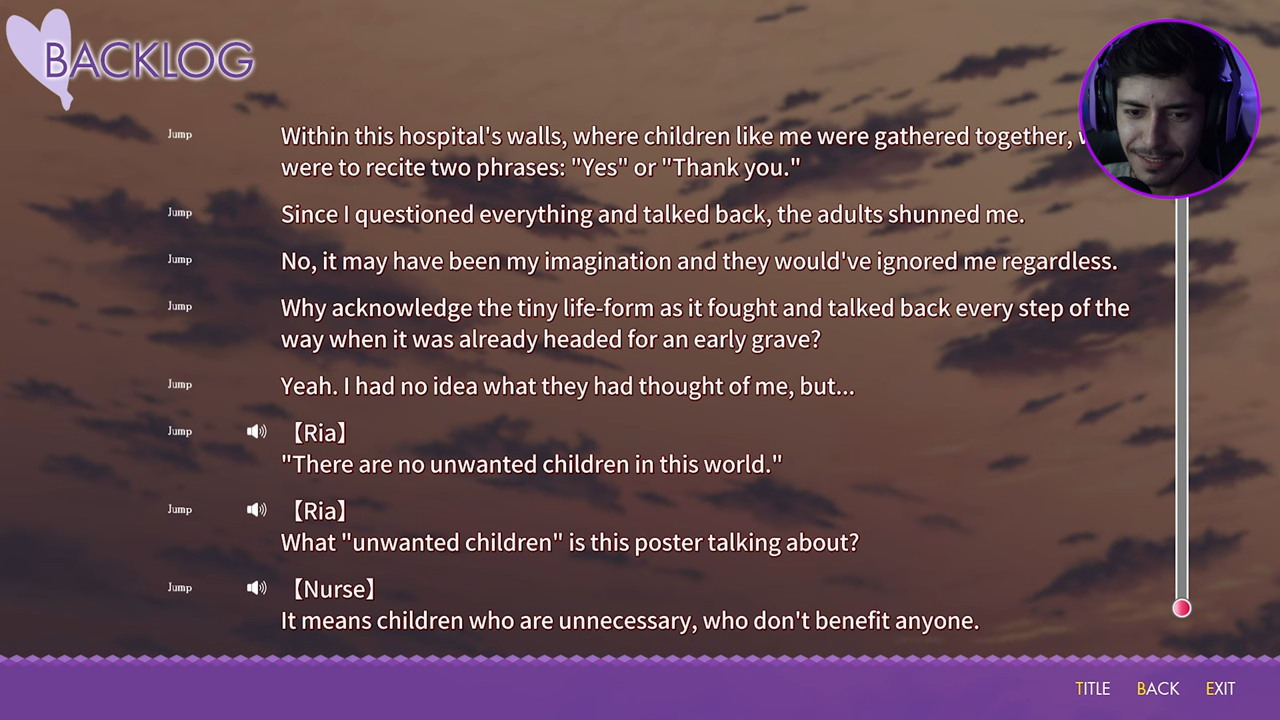 BACKLOG
Jump
Within this hospital's walls, where children like me were gathered together,
were to recite two phrases: "Yes" or "Thank you."
Jump
Since I questioned everything and talked back, the adults shunned me.
Jump
No, it may have been my imagination and they would've ignored me regardless.
Jump
Why acknowledge the tiny life-form as it fought and talked back every step of the
way when it was already headed for an early grave?
Jump
Yeah. I had no idea what they had thought of me, but...
Jump
【Ria】
"There are no unwanted children in this world."
Jump
【Ria】
What "unwanted children" is this poster talking about?
Jump
【Nurse】
It means children who are unnecessary, who don't benefit anyone.
TITLE BACK EXIT